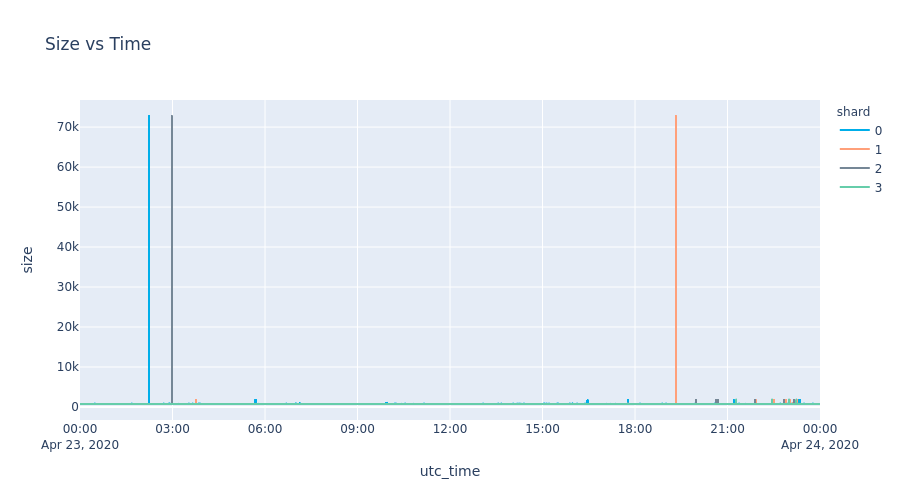 Size vs Time
shard
0
1
2
3
70k
60k
50k
40k
30k
20k
10k
0
size
00:00 03:00 06:00 09:00 12:00 15:00 18:00 21:00 00:00
Apr 23, 2020 Apr 24, 2020
utc_time